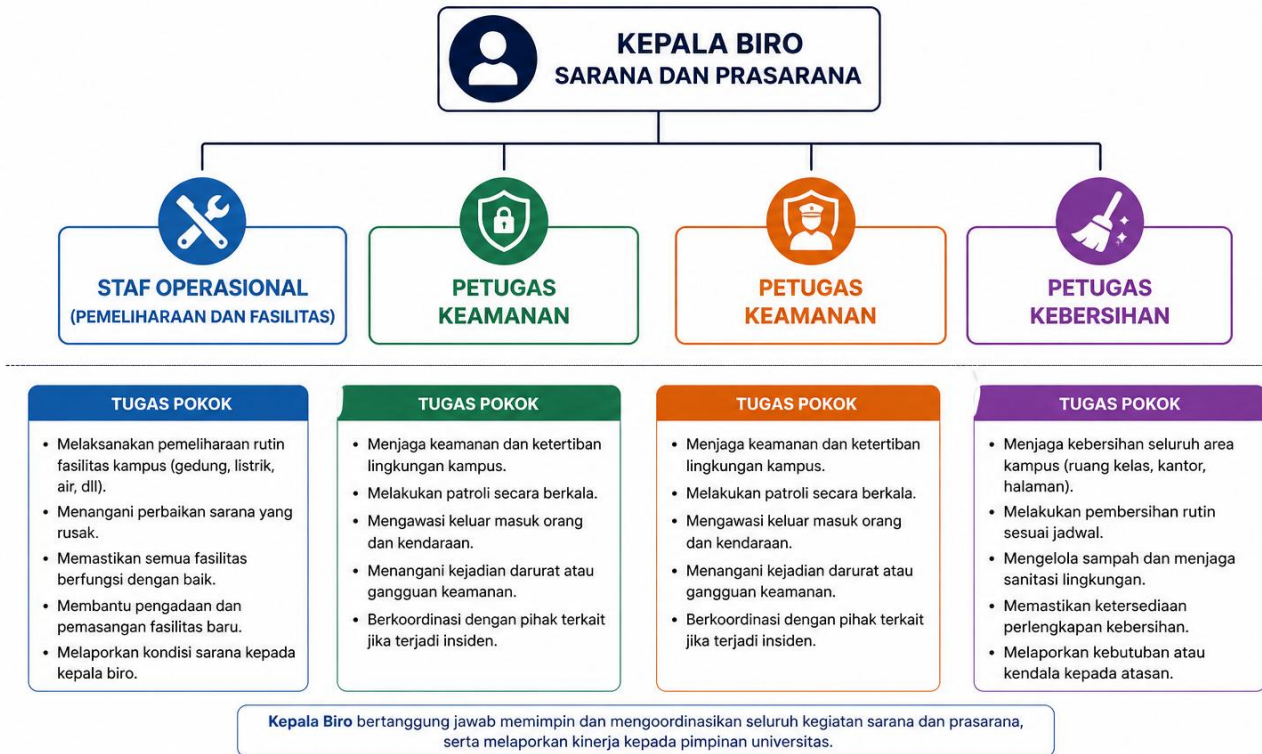 KEPALA BIRO
SARANA DAN PRASARANA
STAF OPERASIONAL
(PEMELIHARAAN DAN FASILITAS)
PETUGAS
KEAMANAN
PETUGAS
KEAMANAN
PETUGAS
KEBERSIHAN
TUGAS POKOK
• Melaksanakan pemeliharaan rutin
fasilitas kampus (gedung, listrik,
air, dll).
• Menangani perbaikan sarana yang
rusak.
• Memastikan semua fasilitas
berfungsi dengan baik.
• Membantu pengadaan dan
pemasangan fasilitas baru.
• Melaporkan kondisi sarana kepada
kepala biro.
TUGAS POKOK
• Menjaga keamanan dan ketertiban
lingkungan kampus.
• Melakukan patroli secara berkala.
• Mengawasi keluar masuk orang
dan kendaraan.
• Menangani kejadian darurat atau
gangguan keamanan.
• Berkoordinasi dengan pihak terkait
jika terjadi insiden.
TUGAS POKOK
• Menjaga keamanan dan ketertiban
lingkungan kampus.
• Melakukan patroli secara berkala.
• Mengawasi keluar masuk orang
dan kendaraan.
• Menangani kejadian darurat atau
gangguan keamanan.
• Berkoordinasi dengan pihak terkait
jika terjadi insiden.
TUGAS POKOK
• Menjaga kebersihan seluruh area
kampus (ruang kelas, kantor,
halaman).
• Melakukan pembersihan rutin
sesuai jadwal.
• Mengelola sampah dan menjaga
sanitasi lingkungan.
• Memastikan ketersediaan
perlengkapan kebersihan.
• Melaporkan kebutuban atau
kendala kepada atasan.
Kepala Biro bertanggung jawab memimpin dan mengoordinasikan seluruh kegiatan sarana dan prasarana,
serta melaporkan kinerja kepada pimpinan universitas.